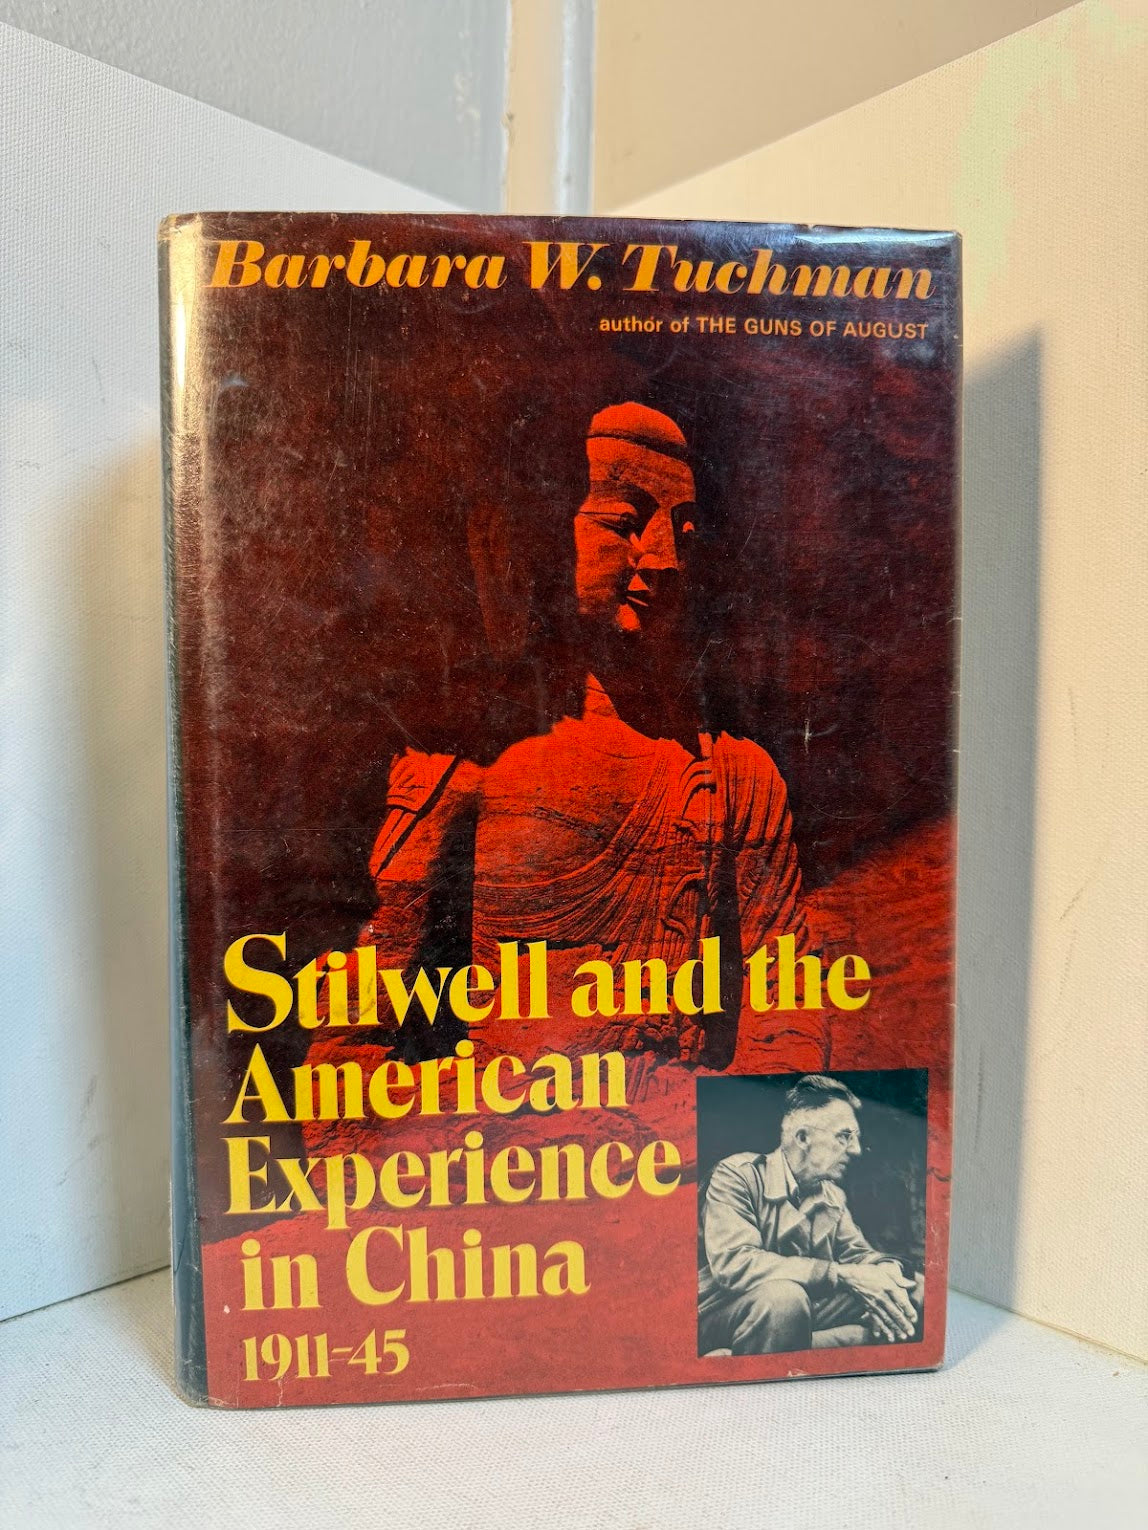 Barbara W. Tuchman
author of THE GUNS OF AUGUST
Stilwell and the
American
Experience
in China
1911-45